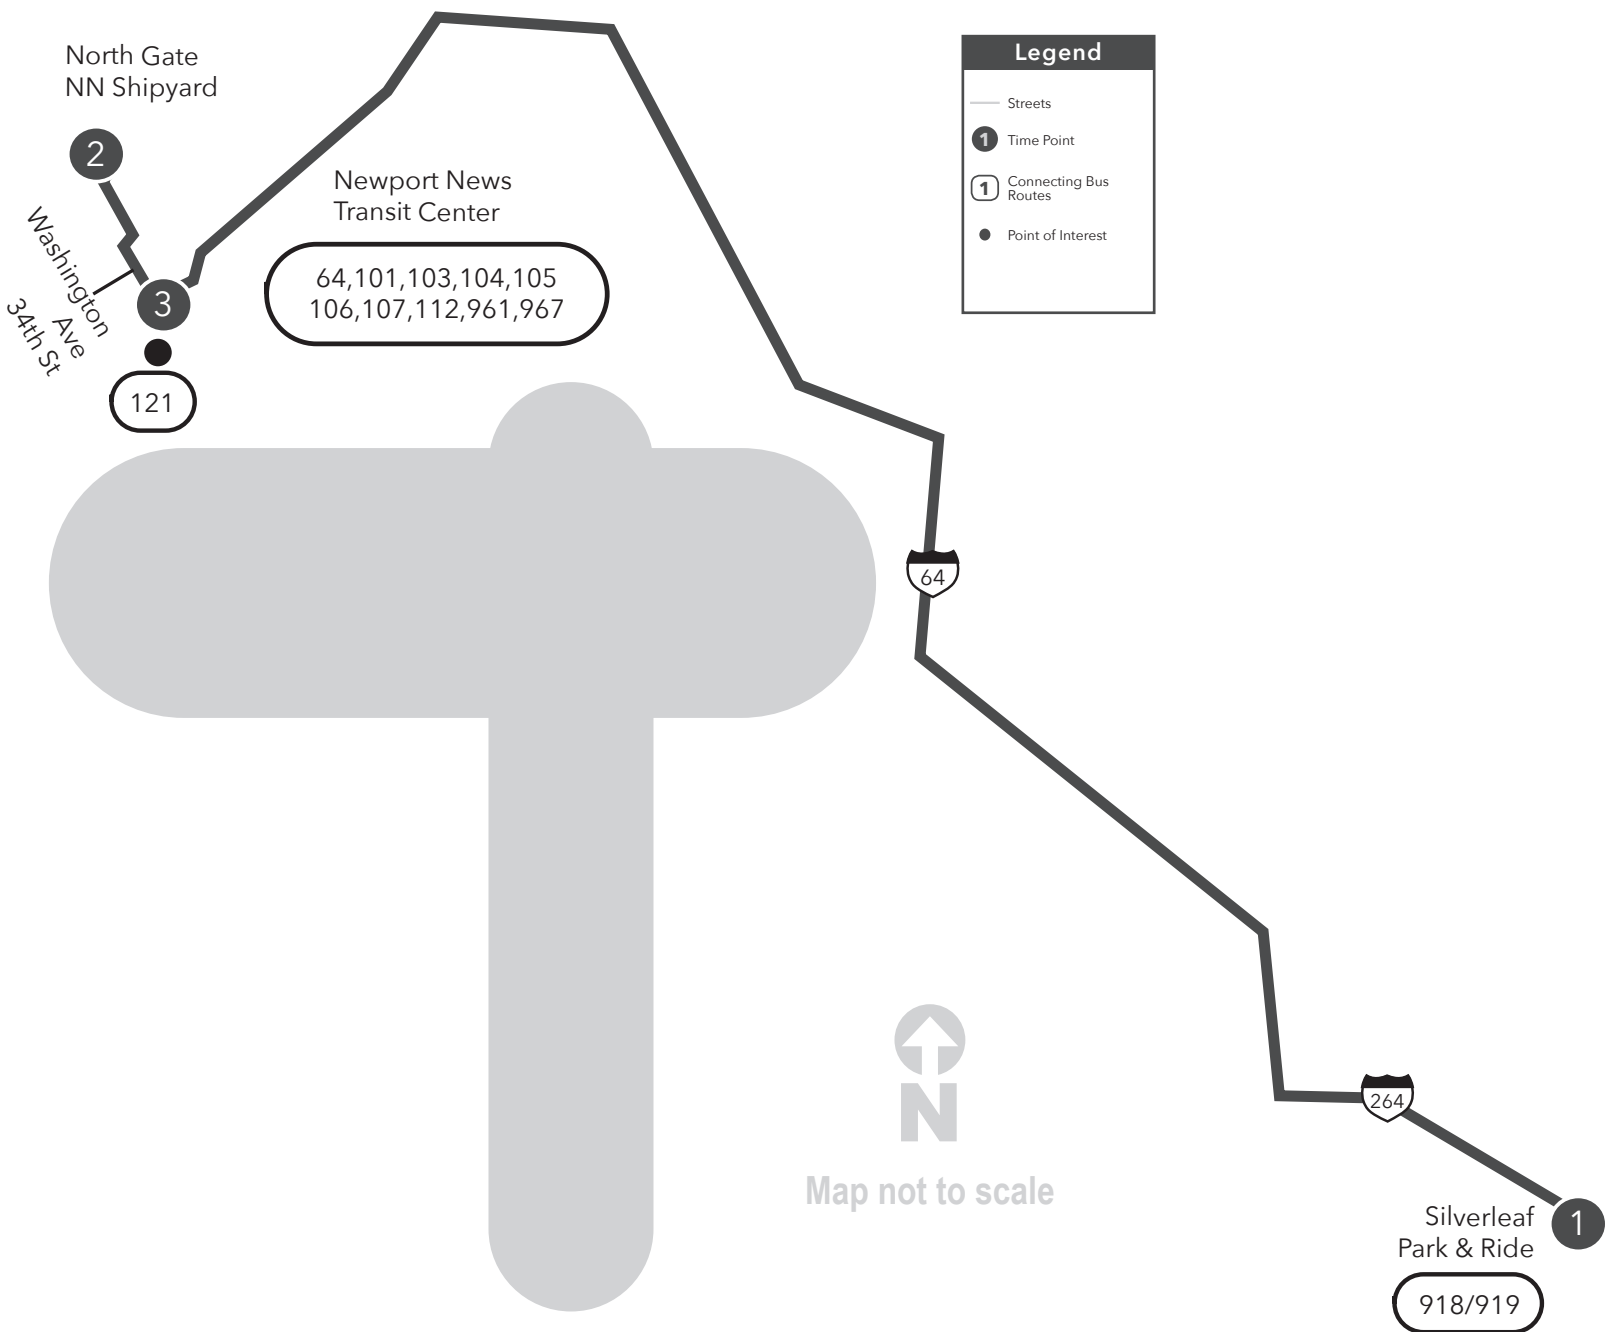 North Gate
NN Shipyard
2
Washington
Ave
34th St
3
121
Newport News
Transit Center
64,101,103,104,105
106,107,112,961,967
Legend
Streets
1 Time Point
1 Connecting Bus
Routes
Point of Interest
64
264
N
Map not to scale
1
Silverleaf
Park & Ride
918/919